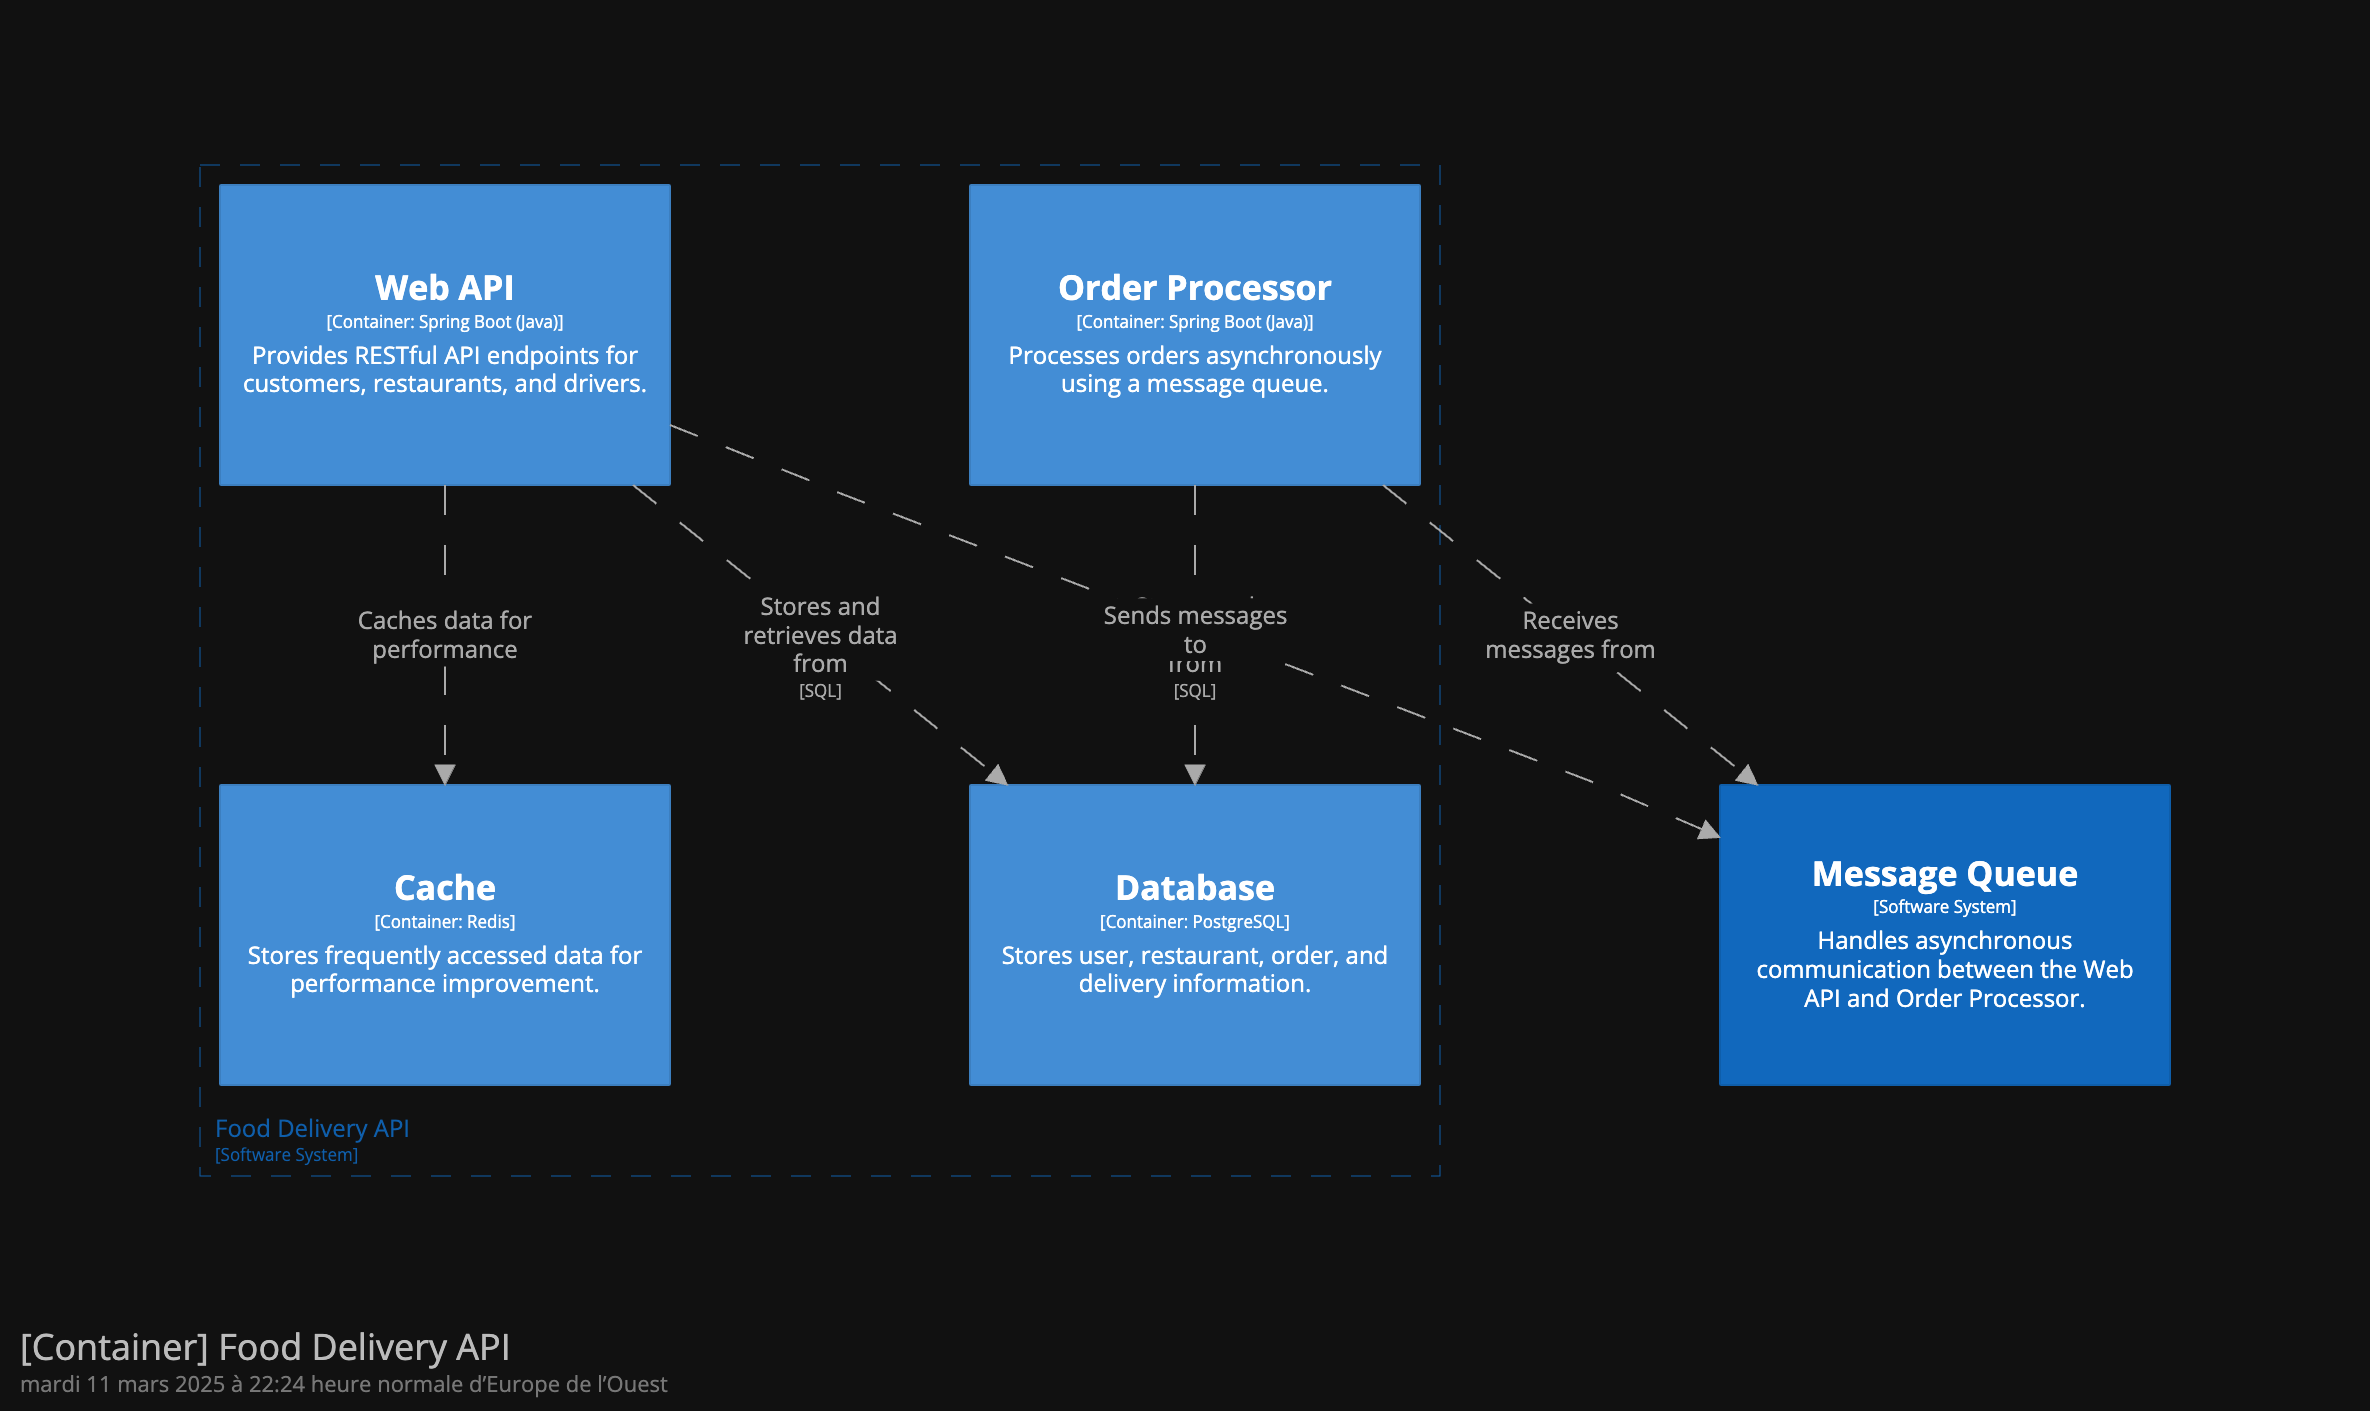 Web API
[Container: Spring Boot (Java)]
Provides RESTful API endpoints for
customers, restaurants, and drivers.
Order Processor
[Container: Spring Boot (Java)]
Processes orders asynchronously
using a message queue.
Caches data for
performance
Stores and
retrieves data
from
[SQL]
Sends messages
to
from
[SQL]
Receives
messages from
Cache
[Container: Redis]
Stores frequently accessed data for
performance improvement.
Database
[Container: PostgreSQL]
Stores user, restaurant, order, and
delivery information.
Message Queue
[Software System]
Handles asynchronous
communication between the Web
API and Order Processor.
Food Delivery API
[Software System]
[Container] Food Delivery API
mardi 11 mars 2025 à 22:24 heure normale d’Europe de l’Ouest